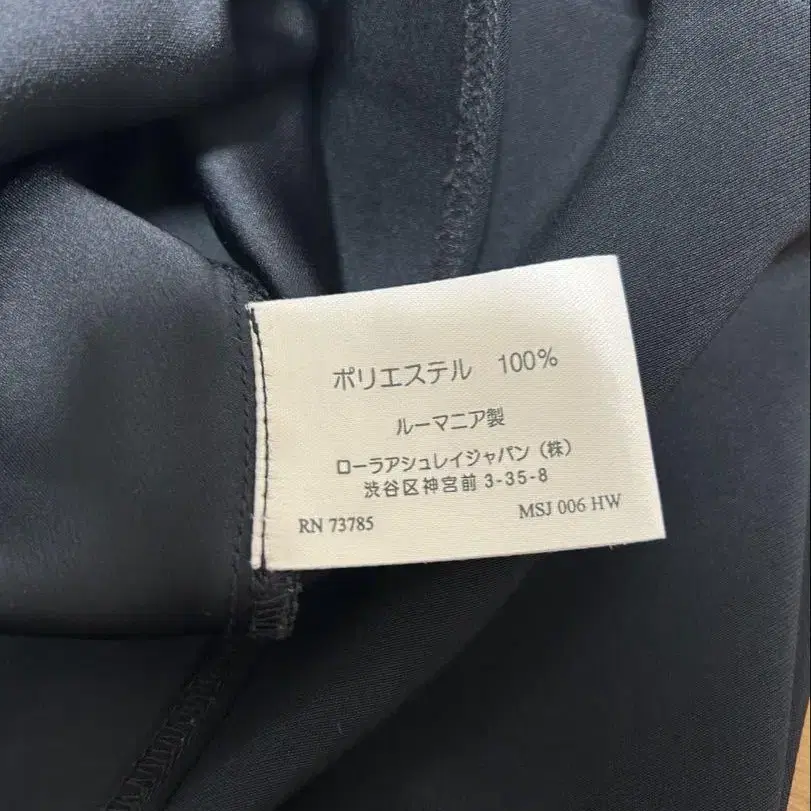 ポリエステル 100%
ルーマニア製
ローラアシュレイジャパン（株）
渋谷区神宮前 3-35-8
RN 73785
MSJ 006 HW